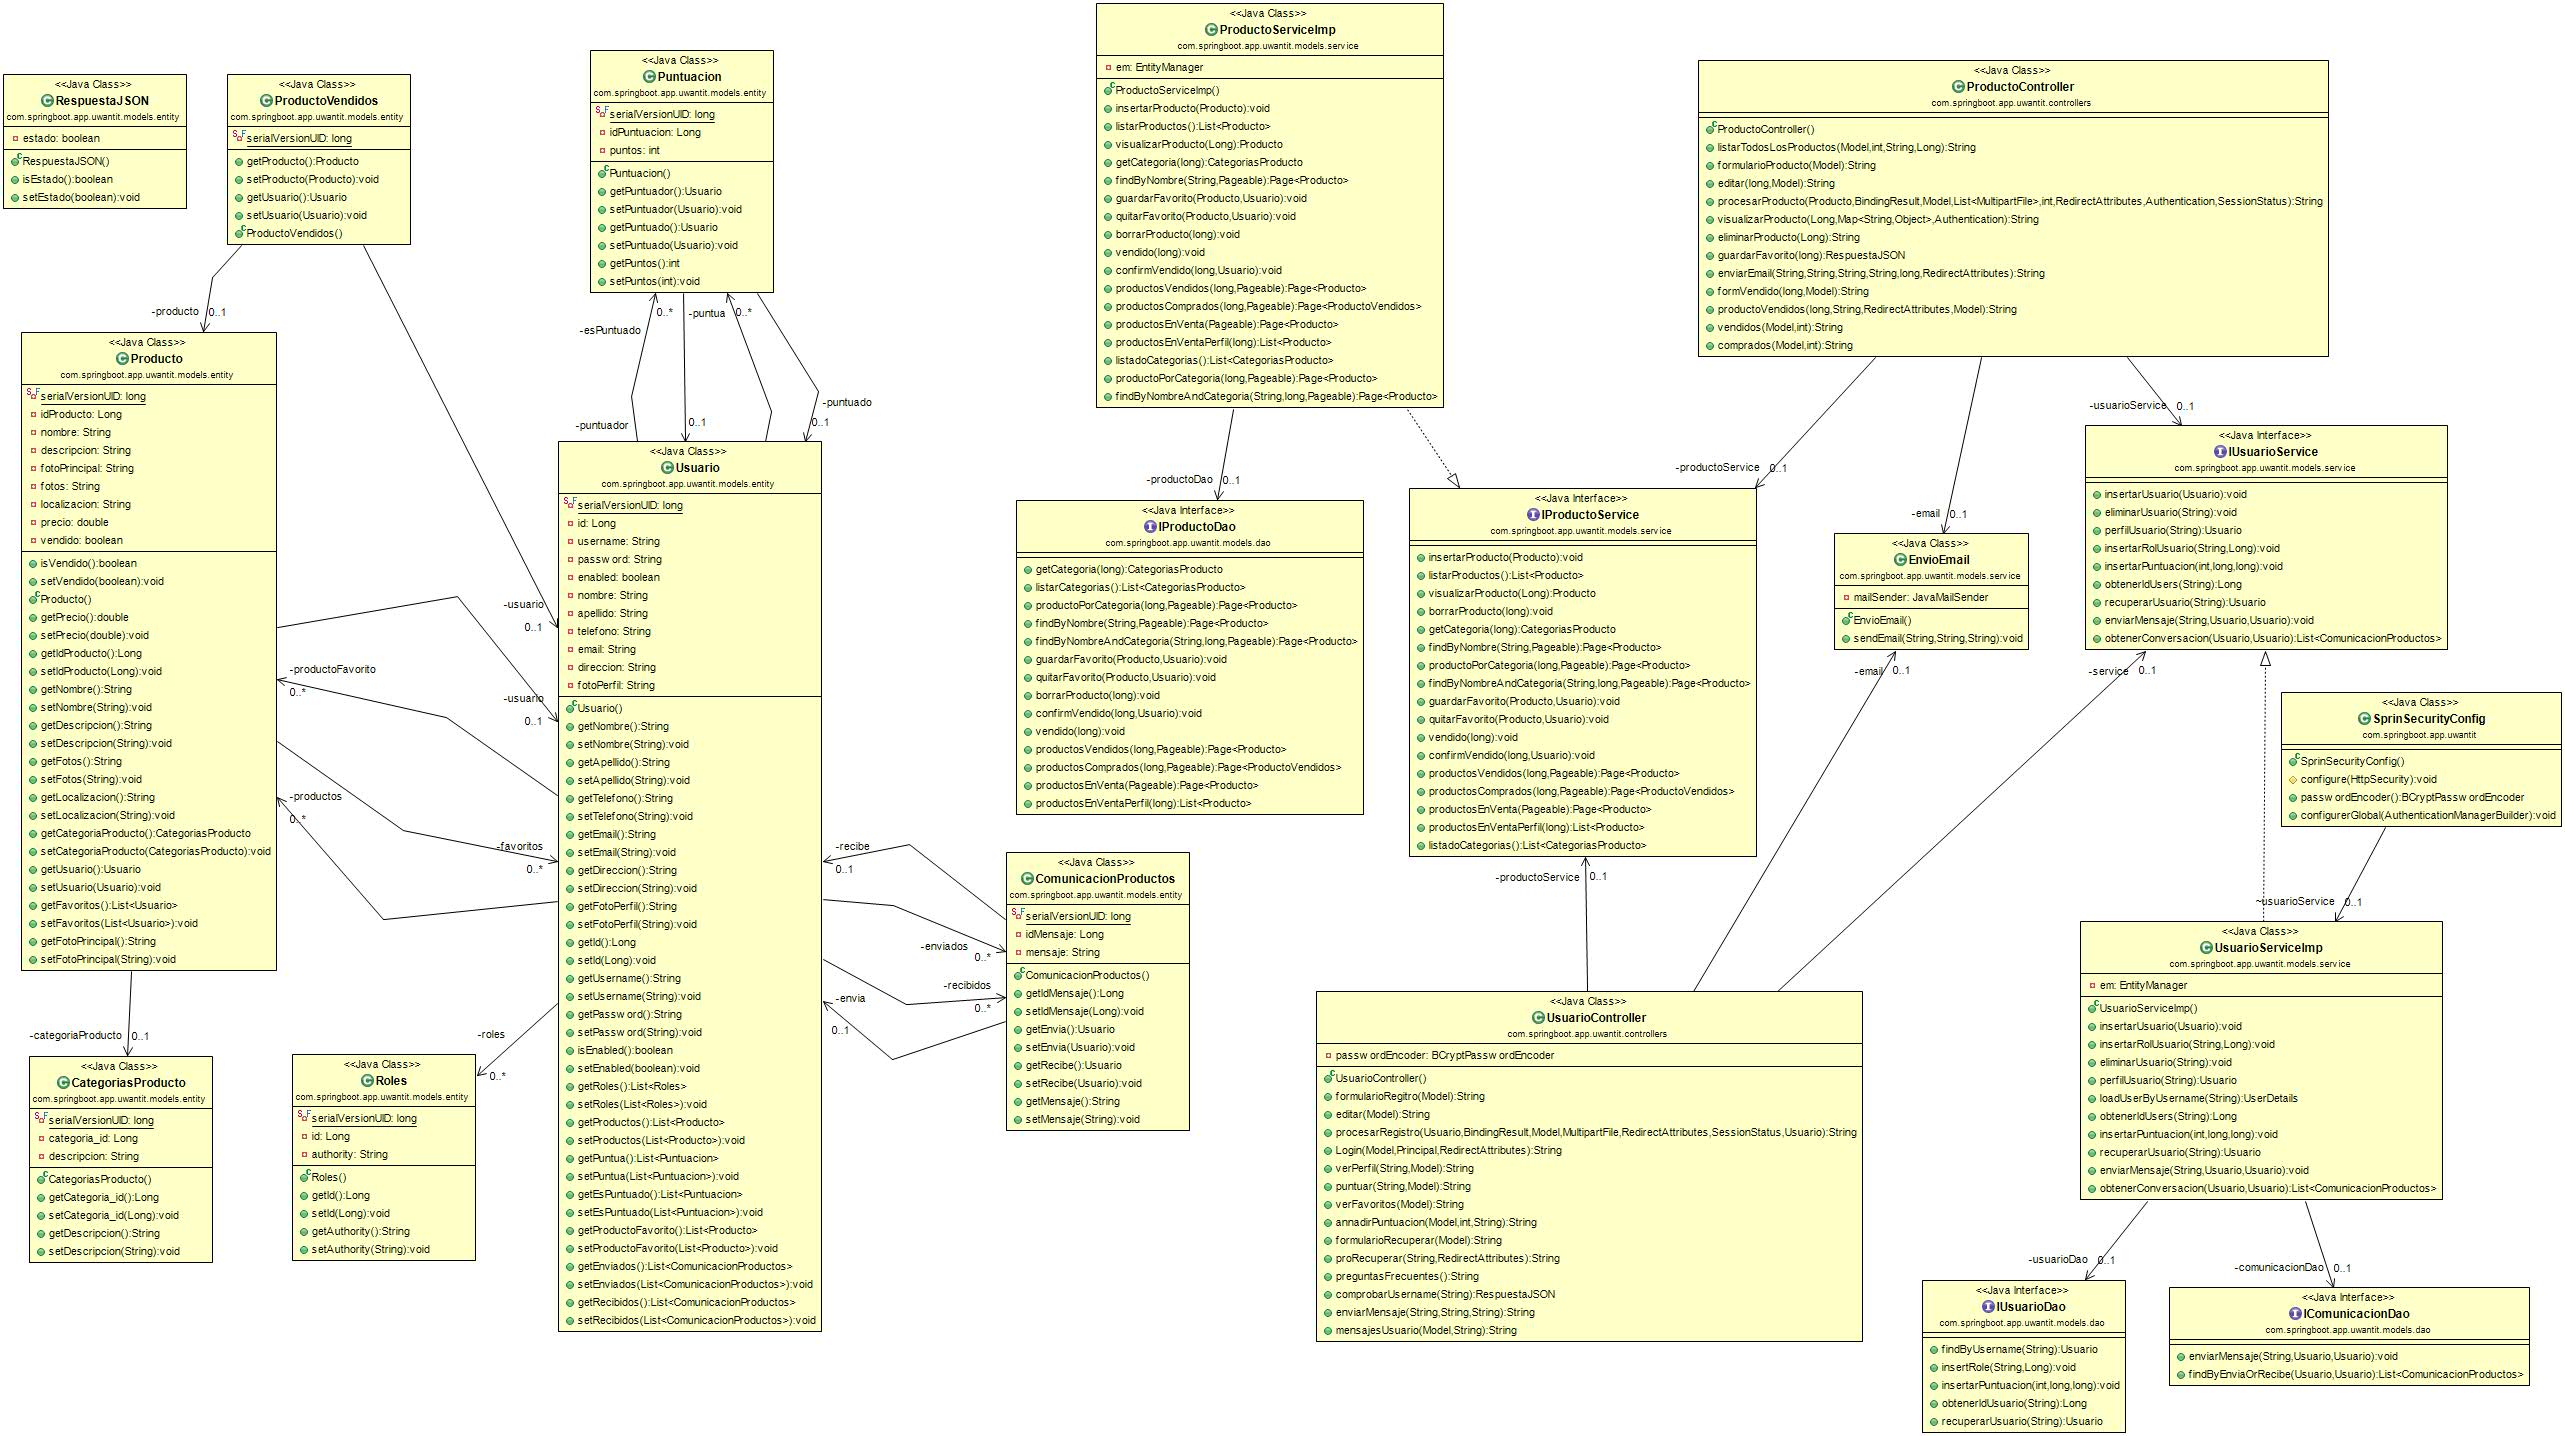 <<Java Class>>
RespuestaJSON
com.springboot.app.uwantit.models.entity
estado: boolean
RespuestaJSON()
isEstado():boolean
setEstado(boolean):void
<<Java Class>>
ProductoVendidos
com.springboot.app.uwantit.models.entity
serialVersionUID: long
getProducto():Producto
setProducto(Producto):void
getUsuario():Usuario
setUsuario(Usuario):void
ProductoVendidos()
-producto 0..1
-usuario
0..1
<<Java Class>>
Producto
com.springboot.app.uwantit.models.entity
serialVersionUID: long
idProducto: Long
nombre: String
descripcion: String
fotoPrincipal: String
fotos: String
localizacion: String
precio: double
vendido: boolean
isVendido():boolean
setVendido(boolean):void
Producto()
getPrecio():double
setPrecio(double):void
getIdProducto():Long
setIdProducto(Long):void
getNombre():String
setNombre(String):void
getDescripcion():String
setDescripcion(String):void
getFotos():String
setFotos(String):void
getLocalizacion():String
setLocalizacion(String):void
getCategoriaProducto():CategoriasProducto
setCategoriaProducto(CategoriasProducto):void
getUsuario():Usuario
setUsuario(Usuario):void
getFavoritos():List<Usuario>
setFavoritos(List<Usuario>):void
getFotoPrincipal():String
setFotoPrincipal(String):void
-usuario
0..1
-productoFavorito
0..*
-productos
0..*
-favoritos
0..*
-categoriaProducto 0..1
<<Java Class>>
CategoriasProducto
com.springboot.app.uwantit.models.entity
serialVersionUID: long
categoria_id: Long
descripcion: String
CategoriasProducto()
getCategoria_id():Long
setCategoria_id(Long):void
getDescripcion():String
setDescripcion(String):void
-roles
0..*
<<Java Class>>
Roles
com.springboot.app.uwantit.models.entity
serialVersionUID: long
id: Long
authority: String
Roles()
getId():Long
setId(Long):void
getAuthority():String
setAuthority(String):void
<<Java Class>>
Puntuacion
com.springboot.app.uwantit.models.entity
serialVersionUID: long
idPuntuacion: Long
puntos: int
Puntuacion()
getPuntuador():Usuario
setPuntuador(Usuario):void
getPuntuado():Usuario
setPuntuado(Usuario):void
getPuntos():int
setPuntos(int):void
-esPuntuado 0..*
-puntua 0..*
-puntuador 0..1
-puntuado
0..1
<<Java Class>>
Usuario
com.springboot.app.uwantit.models.entity
serialVersionUID: long
id: Long
username: String
password: String
enabled: boolean
nombre: String
apellido: String
telefono: String
email: String
direccion: String
fotoPerfil: String
Usuario()
getNombre():String
setNombre(String):void
getApellido():String
setApellido(String):void
getTelefono():String
setTelefono(String):void
getEmail():String
setEmail(String):void
getDireccion():String
setDireccion(String):void
getFotoPerfil():String
setFotoPerfil(String):void
getId():Long
setId(Long):void
getUsername():String
setUsername(String):void
getPassword():String
setPassword(String):void
isEnabled():boolean
setEnabled(boolean):void
getRoles():List<Roles>
setRoles(List<Roles>):void
getProductos():List<Producto>
setProductos(List<Producto>):void
getPuntua():List<Puntuacion>
setPuntua(List<Puntuacion>):void
getEsPuntuado():List<Puntuacion>
setEsPuntuado(List<Puntuacion>):void
getProductoFavorito():List<Producto>
setProductoFavorito(List<Producto>):void
getEnviados():List<ComunicacionProductos>
setEnviados(List<ComunicacionProductos>):void
getRecibidos():List<ComunicacionProductos>
setRecibidos(List<ComunicacionProductos>):void
-recibe
0..1
-enviados
0..*
-recibidos
0..*
-envia
0..1
<<Java Class>>
ComunicacionProductos
com.springboot.app.uwantit.models.entity
serialVersionUID: long
idMensaje: Long
mensaje: String
ComunicacionProductos()
getIdMensaje():Long
setIdMensaje(Long):void
getEnvia():Usuario
setEnvia(Usuario):void
getRecibe():Usuario
setRecibe(Usuario):void
getMensaje():String
setMensaje(String):void
<<Java Class>>
ProductoServiceImp
com.springboot.app.uwantit.models.service
em: EntityManager
ProductoServiceImp()
insertarProducto(Producto):void
listarProductos():List<Producto>
visualizarProducto(Long):Producto
getCategoria(long):CategoriasProducto
findByNombre(String,Pageable):Page<Producto>
guardarFavorito(Producto,Usuario):void
quitarFavorito(Producto,Usuario):void
borrarProducto(long):void
vendido(long):void
confirmVendido(long,Usuario):void
productosVendidos(long,Pageable):Page<Producto>
productosComprados(long,Pageable):Page<ProductoVendidos>
productosEnVenta(Pageable):Page<Producto>
productosEnVentaPerfil(long):List<Producto>
listadoCategorias():List<CategoriasProducto>
productoPorCategoria(long,Pageable):Page<Producto>
findByNombreAndCategoria(String,long,Pageable):Page<Producto>
-productoDao 0..1
<<Java Interface>>
IProductoDao
com.springboot.app.uwantit.models.dao
getCategoria(long):CategoriasProducto
listarCategorias():List<CategoriasProducto>
productoPorCategoria(long,Pageable):Page<Producto>
findByNombre(String,Pageable):Page<Producto>
findByNombreAndCategoria(String,long,Pageable):Page<Producto>
guardarFavorito(Producto,Usuario):void
quitarFavorito(Producto,Usuario):void
borrarProducto(long):void
confirmVendido(long,Usuario):void
vendido(long):void
productosVendidos(long,Pageable):Page<Producto>
productosComprados(long,Pageable):Page<ProductoVendidos>
productosEnVenta(Pageable):Page<Producto>
productosEnVentaPerfil(long):List<Producto>
<<Java Class>>
ProductoController
com.springboot.app.uwantit.controllers
ProductoController()
listarTodosLosProductos(Model,int,String,Long):String
formularioProducto(Model):String
editar(long,Model):String
procesarProducto(Producto,BindingResult,Model,List<MultipartFile>,int,RedirectAttributes,Authentication,SessionStatus):String
visualizarProducto(Long,Map<String,Object>,Authentication):String
eliminarProducto(Long):String
guardarFavorito(long):RespuestaJSON
enviarEmail(String,String,String,String,long,RedirectAttributes):String
formVendido(long,Model):String
productoVendidos(long,String,RedirectAttributes,Model):String
vendidos(Model,int):String
comprados(Model,int):String
-productoService 0..1
-email 0..1
-usuarioService 0..1
<<Java Interface>>
IProductoService
com.springboot.app.uwantit.models.service
insertarProducto(Producto):void
listarProductos():List<Producto>
visualizarProducto(Long):Producto
borrarProducto(long):void
getCategoria(long):CategoriasProducto
findByNombre(String,Pageable):Page<Producto>
productoPorCategoria(long,Pageable):Page<Producto>
findByNombreAndCategoria(String,long,Pageable):Page<Producto>
guardarFavorito(Producto,Usuario):void
quitarFavorito(Producto,Usuario):void
vendido(long):void
confirmVendido(long,Usuario):void
productosVendidos(long,Pageable):Page<Producto>
productosComprados(long,Pageable):Page<ProductoVendidos>
productosEnVenta(Pageable):Page<Producto>
productosEnVentaPerfil(long):List<Producto>
listadoCategorias():List<CategoriasProducto>
<<Java Class>>
EnvioEmail
com.springboot.app.uwantit.models.service
mailSender: JavaMailSender
EnvioEmail()
sendEmail(String,String,String):void
<<Java Interface>>
IUsuarioService
com.springboot.app.uwantit.models.service
insertarUsuario(Usuario):void
eliminarUsuario(String):void
perfilUsuario(String):Usuario
insertarRolUsuario(String,Long):void
insertarPuntuacion(int,long,long):void
obtenerIdUsers(String):Long
recuperarUsuario(String):Usuario
enviarMensaje(String,Usuario,Usuario):void
obtenerConversacion(Usuario,Usuario):List<ComunicacionProductos>
-email 0..1
-service 0..1
-productoService 0..1
<<Java Class>>
SprinSecurityConfig
com.springboot.app.uwantit
SprinSecurityConfig()
configure(HttpSecurity):void
passwordEncoder():BCryptPasswordEncoder
configurerGlobal(AuthenticationManagerBuilder):void
~usuarioService 0..1
<<Java Class>>
UsuarioController
com.springboot.app.uwantit.controllers
passwordEncoder: BCryptPasswordEncoder
UsuarioController()
formularioRegitro(Model):String
editar(Model):String
procesarRegistro(Usuario,BindingResult,Model,MultipartFile,RedirectAttributes,SessionStatus,Usuario):String
Login(Model,Principal,RedirectAttributes):String
verPerfil(String,Model):String
puntuar(String,Model):String
verFavoritos(Model):String
annadirPuntuacion(Model,int,String):String
formularioRecuperar(Model):String
proRecuperar(String,RedirectAttributes):String
preguntasFrecuentes():String
comprobarUsername(String):RespuestaJSON
enviarMensaje(String,String,String):String
mensajesUsuario(Model,String):String
<<Java Class>>
UsuarioServiceImp
com.springboot.app.uwantit.models.service
em: EntityManager
UsuarioServiceImp()
insertarUsuario(Usuario):void
insertarRolUsuario(String,Long):void
eliminarUsuario(String):void
perfilUsuario(String):Usuario
loadUserByUsername(String):UserDetails
obtenerIdUsers(String):Long
insertarPuntuacion(int,long,long):void
recuperarUsuario(String):Usuario
enviarMensaje(String,Usuario,Usuario):void
obtenerConversacion(Usuario,Usuario):List<ComunicacionProductos>
-usuarioDao 0..1
-comunicacionDao 0..1
<<Java Interface>>
IUsuarioDao
com.springboot.app.uwantit.models.dao
findByUsername(String):Usuario
insertRole(String,Long):void
insertarPuntuacion(int,long,long):void
obtenerIdUsuario(String):Long
recuperarUsuario(String):Usuario
<<Java Interface>>
IComunicacionDao
com.springboot.app.uwantit.models.dao
enviarMensaje(String,Usuario,Usuario):void
findByEnviaOrRecibe(Usuario,Usuario):List<ComunicacionProductos>